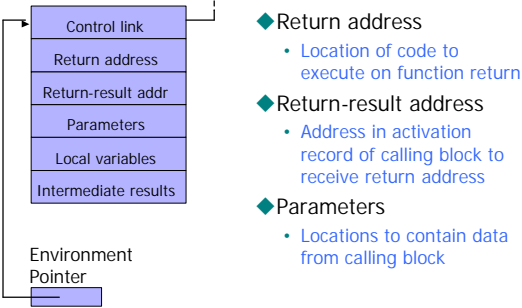 Control link
Return address
Return-result addr
Parameters
Local variables
Intermediate results
Environment
Pointer
◆Return address
• Location of code to
execute on function return
◆Return-result address
• Address in activation
record of calling block to
receive return address
◆Parameters
• Locations to contain data
from calling block